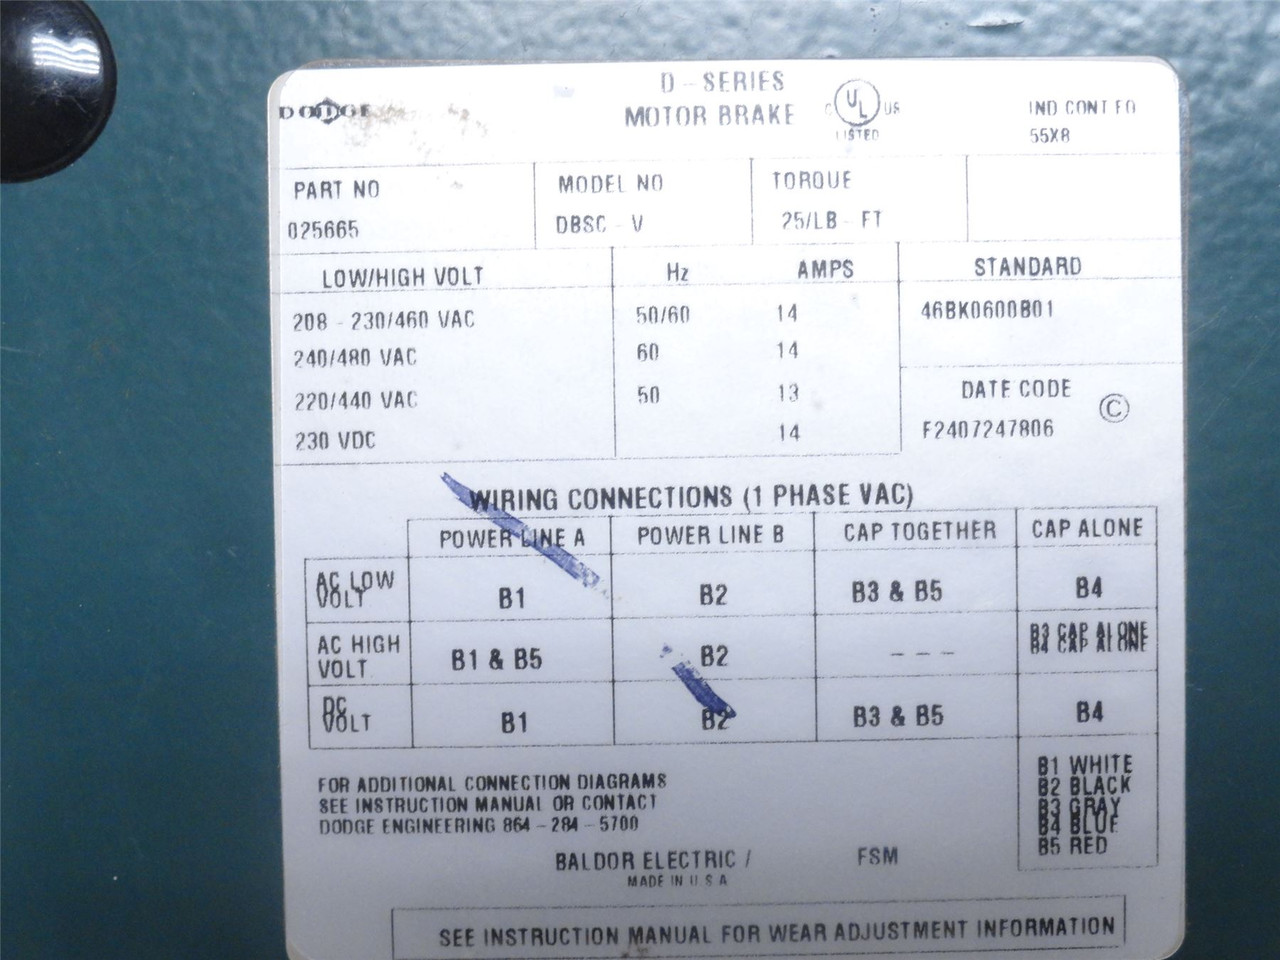 DODGE
D - SERIES
MOTOR BRAKE
C UL US
LISTED
IND CONT EQ
55X8
PART NO
025665
MODEL NO
DBSC - V
TORQUE
25/LB - FT
LOW/HIGH VOLT Hz AMPS
208 - 230/460 VAC 50/60 14
240/480 VAC 60 14
220/440 VAC 50 13
230 VDC 14
STANDARD
46BK0600B01
DATE CODE
F2407247806
©
WIRING CONNECTIONS (1 PHASE VAC)
POWER LINE A POWER LINE B CAP TOGETHER CAP ALONE
AC LOW
VOLT B1 B2 B3 & B5 B4
AC HIGH
VOLT B1 & B5 B2 - - - B3 CAP ALONE
B4 CAP ALONE
DC
VOLT B1 B2 B3 & B5 B4
B1 WHITE
B2 BLACK
B3 GRAY
B4 BLUE
B5 RED
FOR ADDITIONAL CONNECTION DIAGRAMS
SEE INSTRUCTION MANUAL OR CONTACT
DODGE ENGINEERING 864 - 284 - 5700
BALDOR ELECTRIC / FSM
MADE IN U S A
SEE INSTRUCTION MANUAL FOR WEAR ADJUSTMENT INFORMATION